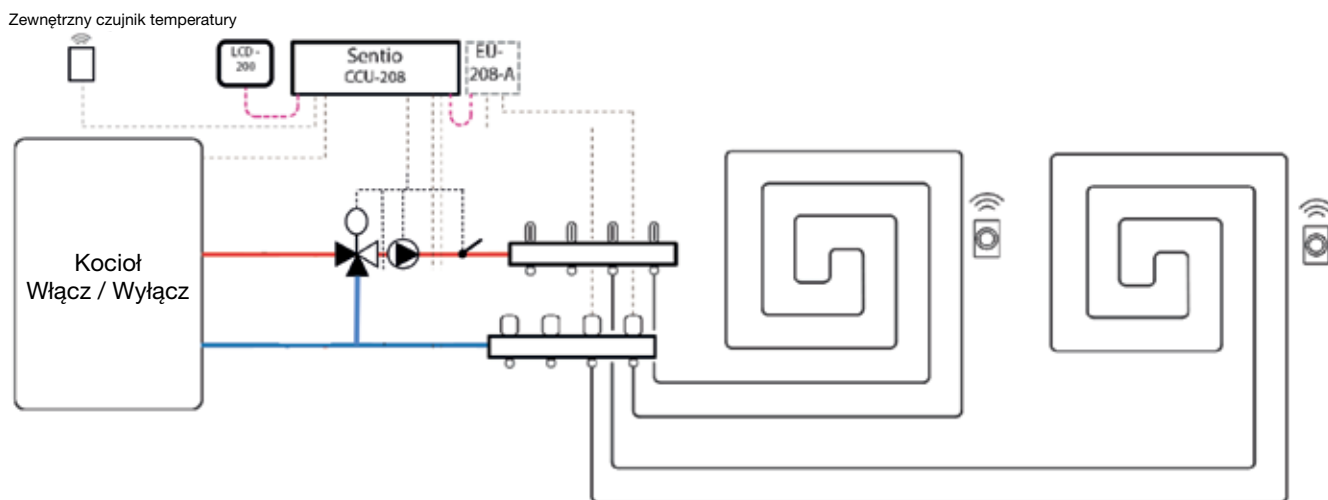 Zewnętrzny czujnik temperatury
LCD -
200
Sentio
CCU-208
EU-
208-A
Kocioł
Włącz / Wyłącz